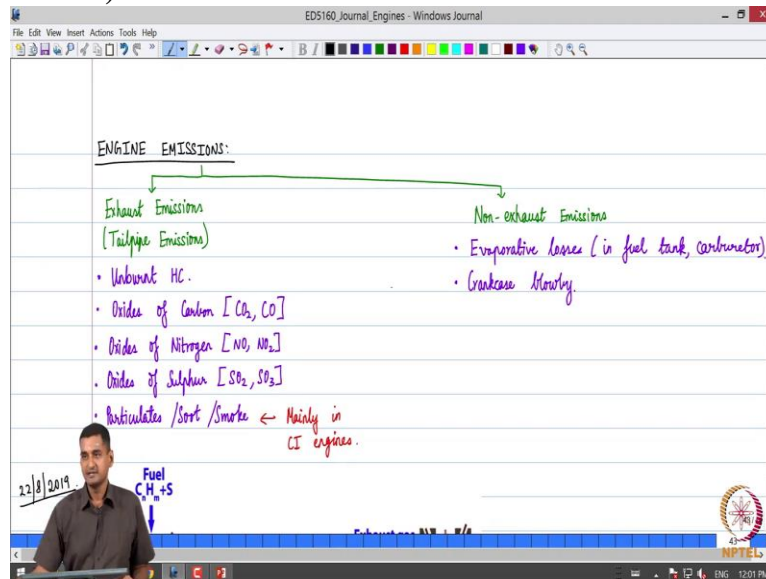 ED5160_Journal_Engines - Windows Journal
File Edit View Insert Actions Tools Help
ENGINE EMISSIONS:
Exhaust Emissions
(Tailpipe Emissions)
• Unburnt HC.
• Oxides of Carbon [CO2, CO]
• Oxides of Nitrogen [NO, NO2]
• Oxides of Sulphur [SO2, SO3]
• Particulates /Soot /Smoke ← Mainly in
CI engines.
Non-exhaust Emissions
• Evaporative losses (in fuel tank, carburetor)
• Crankcase blowby.
22/8/2019
Fuel
CnHm+S
Exhaust gas
43
NPTEL
ENG 12:01 PM